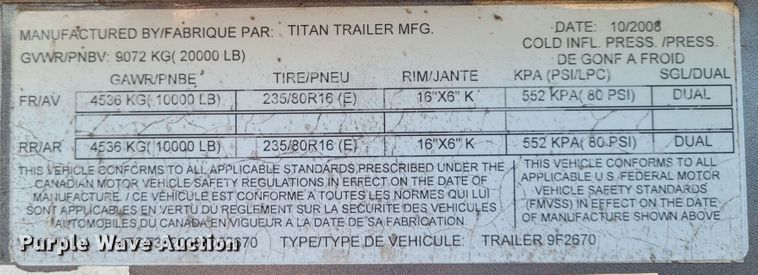 MANUFACTURED BY/FABRIQUE PAR: TITAN TRAILER MFG. DATE: 10/2008
GVWR/PNBV: 9072 KG( 20000 LB) COLD INFL. PRESS. /PRESS.
DE GONF A FROID
GAWR/PNBE TIRE/PNEU RIM/JANTE KPA (PSI/LPC) SGL/DUAL
FR/AV 4536 KG( 10000 LB) 235/80R16 (E) 16"X6" K 552 KPA( 80 PSI) DUAL
RR/AR 4536 KG( 10000 LB) 235/80R16 (E) 16"X6" K 552 KPA( 80 PSI) DUAL
THIS VEHICLE CONFORMS TO ALL APPLICABLE STANDARDS PRESCRIBED UNDER THE
CANADIAN MOTOR VEHICLE SAFETY REGULATIONS IN EFFECT ON THE DATE OF
MANUFACTURE. / CE VÉHICULE EST CONFORME A TOUTES LES NORMES QUI LUI
SONT APPLICABLES EN VERTU DU REGLEMENT SUR LA SECURITE DES VEHICULES
AUTOMOBILES DU CANADA EN VIGUEUR A LA DATE DE SA FABRICATION.
THIS VEHICLE CONFORMS TO ALL
APPLICABLE U.S./FEDERAL MOTOR
VEHICLE SAFETY STANDARDS
(FMVSS) IN EFFECT ON THE DATE
OF MANUFACTURE SHOWN ABOVE
TYPE/TYPE DE VÉHICULE: TRAILER 9F2670
Purple Wave Auction